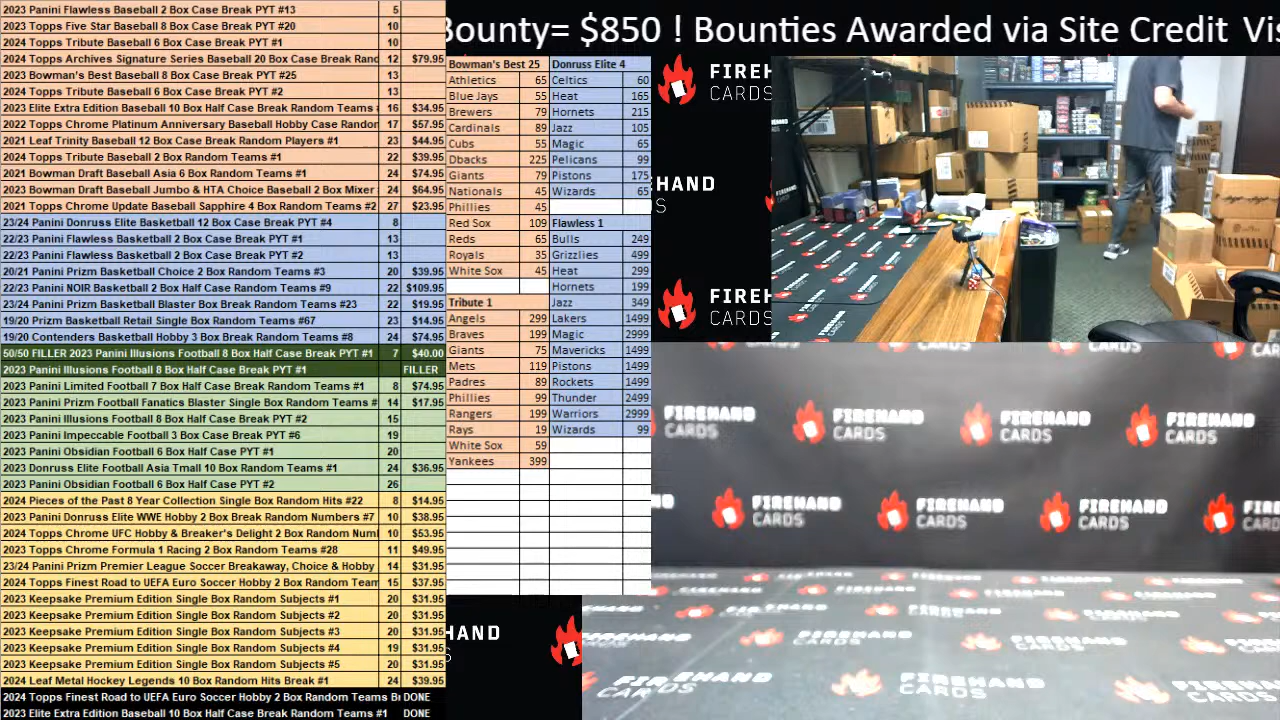 Bounty= $850 ! Bounties Awarded via Site Credit
2023 Panini Flawless Baseball 2 Box Case Break PYT #13 5
2023 Topps Five Star Baseball 8 Box Case Break PYT #20 10
2024 Topps Tribute Baseball 6 Box Case Break PYT #1 10
2024 Topps Archives Signature Series Baseball 20 Box Case Break Rand 12 $79.95
2023 Bowman's Best Baseball 8 Box Case Break PYT #25 13
2024 Topps Tribute Baseball 6 Box Case Break PYT #2 13
2023 Elite Extra Edition Baseball 10 Box Half Case Break Random Teams 16 $34.95
2022 Topps Chrome Platinum Anniversary Baseball Hobby Case Random 17 $57.95
2021 Leaf Trinity Baseball 12 Box Case Break Random Players #1 23 $44.95
2024 Topps Tribute Baseball 2 Box Random Teams #1 22 $39.95
2021 Bowman Draft Baseball Asia 6 Box Random Teams #1 24 $74.95
2023 Bowman Draft Baseball Jumbo & HTA Choice Baseball 2 Box Mixer 24 $64.95
2021 Topps Chrome Update Baseball Sapphire 4 Box Random Teams #2 27 $23.95
23/24 Panini Donruss Elite Basketball 12 Box Case Break PYT #4 8
22/23 Panini Flawless Basketball 2 Box Case Break PYT #1 13
22/23 Panini Flawless Basketball 2 Box Case Break PYT #2 13
20/21 Panini Prizm Basketball Choice 2 Box Random Teams #3 20 $39.95
22/23 Panini NOIR Basketball 2 Box Random Teams #9 22 $109.95
23/24 Panini Prizm Basketball Blaster Box Break Random Teams #23 22 $19.95
19/20 Prizm Basketball Retail Single Box Random Teams #67 23 $14.95
19/20 Contenders Basketball Hobby 3 Box Break Random Teams #8 24 $74.95
50/50 FILLER 2023 Panini Illusions Football 8 Box Half Case Break PYT #1 7 $40.00
2023 Panini Illusions Football 8 Box Half Case Break PYT #1 FILLER
2023 Panini Limited Football 7 Box Half Case Break Random Teams #1 8 $74.95
2023 Panini Prizm Football Fanatics Blaster Single Box Random Teams # 14 $17.95
2023 Panini Illusions Football 8 Box Half Case Break PYT #2 15
2023 Panini Impeccable Football 3 Box Case Break PYT #6 19
2023 Panini Obsidian Football 6 Box Half Case Break PYT #1 20
2023 Donruss Elite Football Asia Tmall 10 Box Random Teams #1 24 $36.95
2023 Panini Obsidian Football 6 Box Half Case Break PYT #2 26
2024 Pieces of the Past 8 Year Collection Single Box Random Hits #22 8 $14.95
2023 Panini Donruss Elite WWE Hobby 2 Box Break Random Numbers #7 10 $38.95
2024 Topps Chrome UFC Hobby & Breaker's Delight 2 Box Random Num 10 $53.95
2023 Topps Chrome Formula 1 Racing 2 Box Random Teams #28 11 $49.95
23/24 Panini Prizm Premier League Soccer Breakaway, Choice & Hobby 14 $31.95
2024 Topps Finest Road to UEFA Euro Soccer Hobby 2 Box Random Team 15 $37.95
2023 Keepsake Premium Edition Single Box Random Subjects #1 20 $31.95
2023 Keepsake Premium Edition Single Box Random Subjects #2 20 $31.95
2023 Keepsake Premium Edition Single Box Random Subjects #3 20 $31.95
2023 Keepsake Premium Edition Single Box Random Subjects #4 19 $31.95
2023 Keepsake Premium Edition Single Box Random Subjects #5 20 $31.95
2024 Leaf Metal Hockey Legends 10 Box Random Hits Break #1 24 $39.95
2024 Topps Finest Road to UEFA Euro Soccer Hobby 2 Box Random Teams DONE
2023 Elite Extra Edition Baseball 10 Box Half Case Break Random Teams #1 DONE
Bowman's Best 25
Athletics 65
Blue Jays 55
Brewers 79
Cardinals 89
Cubs 55
Dbacks 225
Giants 79
Nationals 45
Phillies 45
Red Sox 109
Reds 65
Royals 35
White Sox 45
Tribute 1
Angels 299
Braves 199
Giants 75
Mets 119
Padres 89
Phillies 99
Rangers 199
Rays 19
White Sox 59
Yankees 399
Donruss Elite 4
Celtics 60
Heat 165
Hornets 215
Jazz 105
Magic 65
Pelicans 99
Pistons 175
Wizards 65
Flawless 1
Bulls 249
Grizzlies 499
Heat 299
Hornets 199
Jazz 349
Lakers 1499
Magic 2999
Mavericks 1499
Pistons 1499
Rockets 1499
Thunder 2499
Warriors 2999
Wizards 99
FIREH
CARDS
HAND
S
FIREH
CARDS
HAND
FIREHAND
CARDS
FIREHAND
CARDS
FIREHAND
CARDS
FIREHAND
CARDS
FIREHAND
CARDS
FIREHAND
CARDS
FIREHAND
CARDS
FIREHAND
CARDS
FIREHAND
CARDS